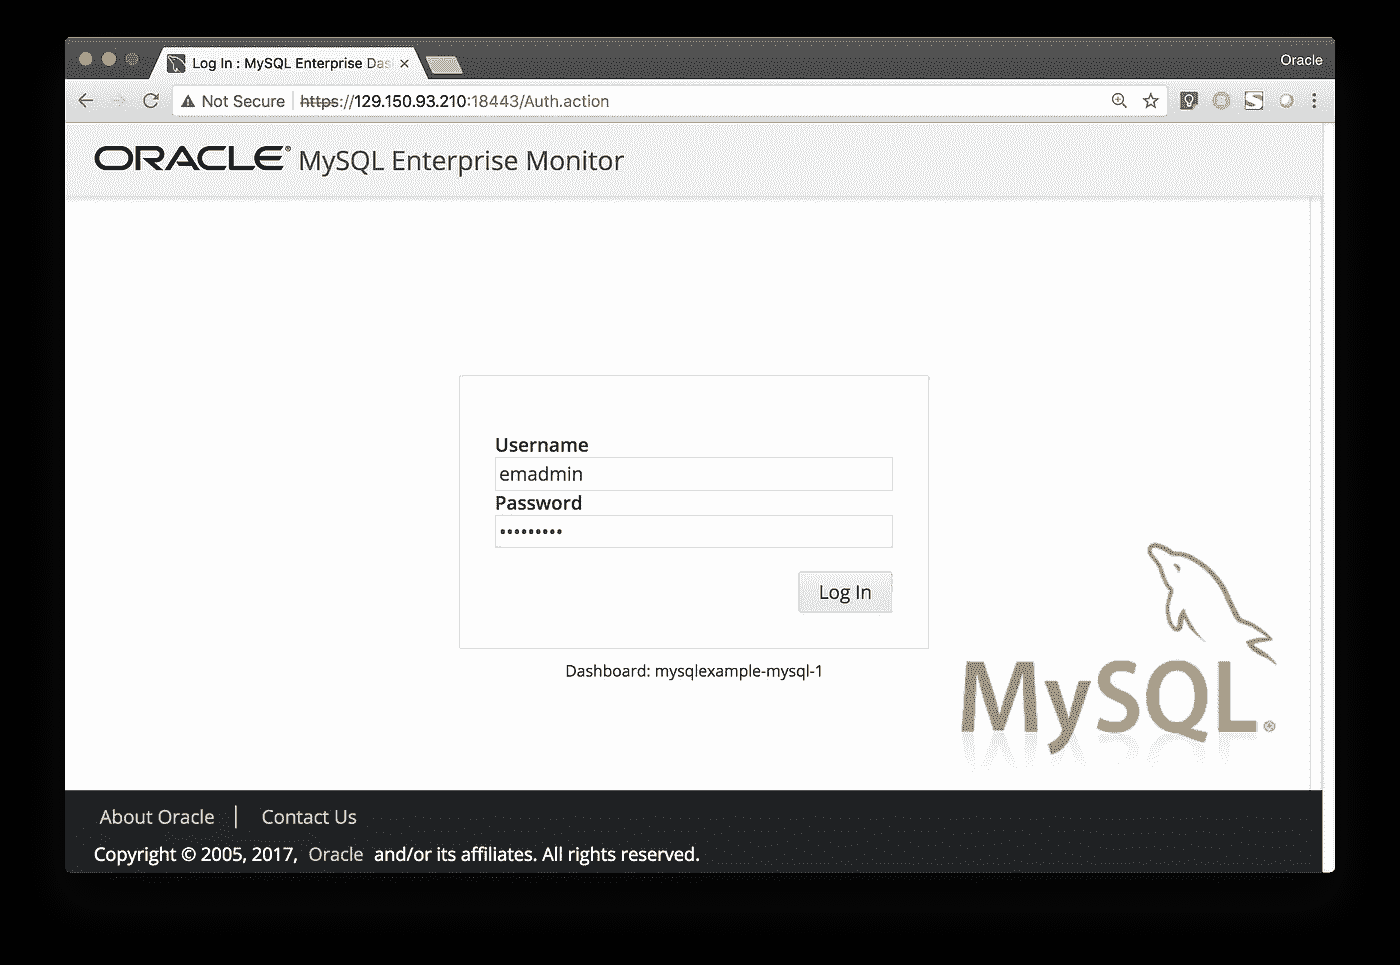 Log In : MySQL Enterprise Das
Oracle
Not Secure https://129.150.93.210:18443/Auth.action
ORACLE® MySQL Enterprise Monitor
Username
emadmin
Password
•••••••••
Log In
Dashboard: mysqlexample-mysql-1
MySQL®
About Oracle | Contact Us
Copyright © 2005, 2017, Oracle and/or its affiliates. All rights reserved.